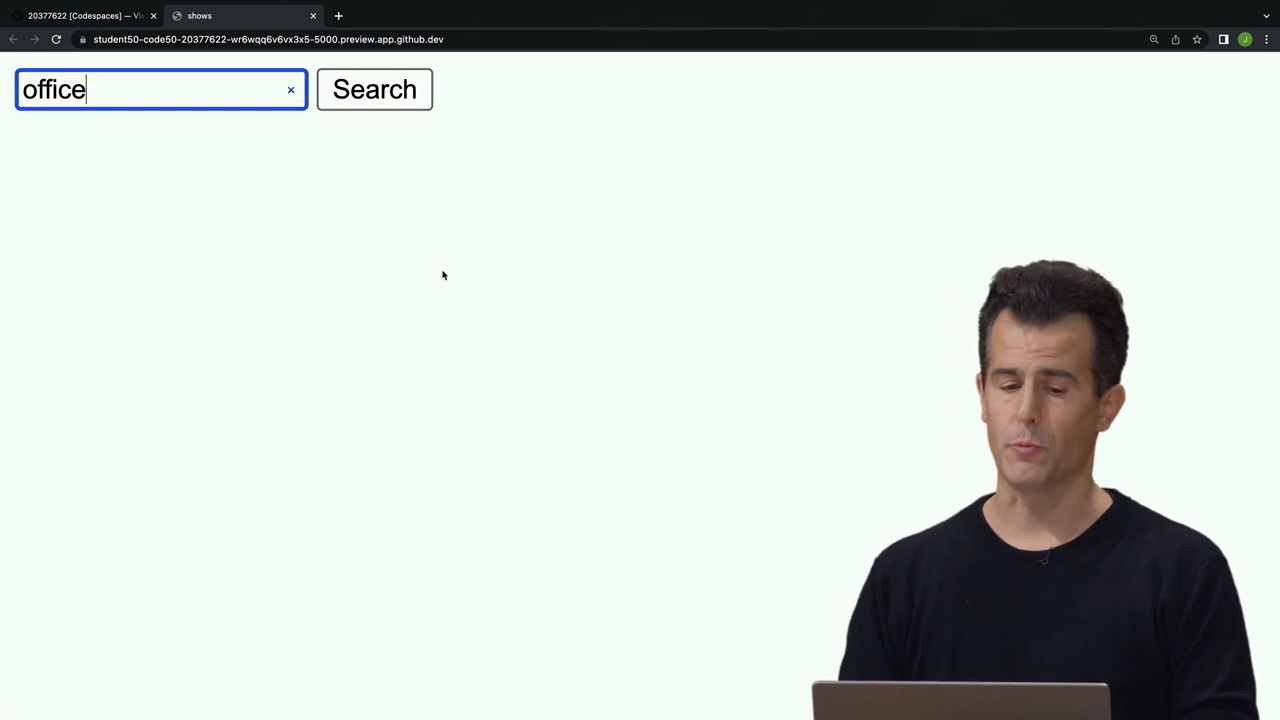 20377622 [Codespaces] — Vi
shows
student50-code50-20377622-wr6wqq6v6vx3x5-5000.preview.app.github.dev
J
office
Search